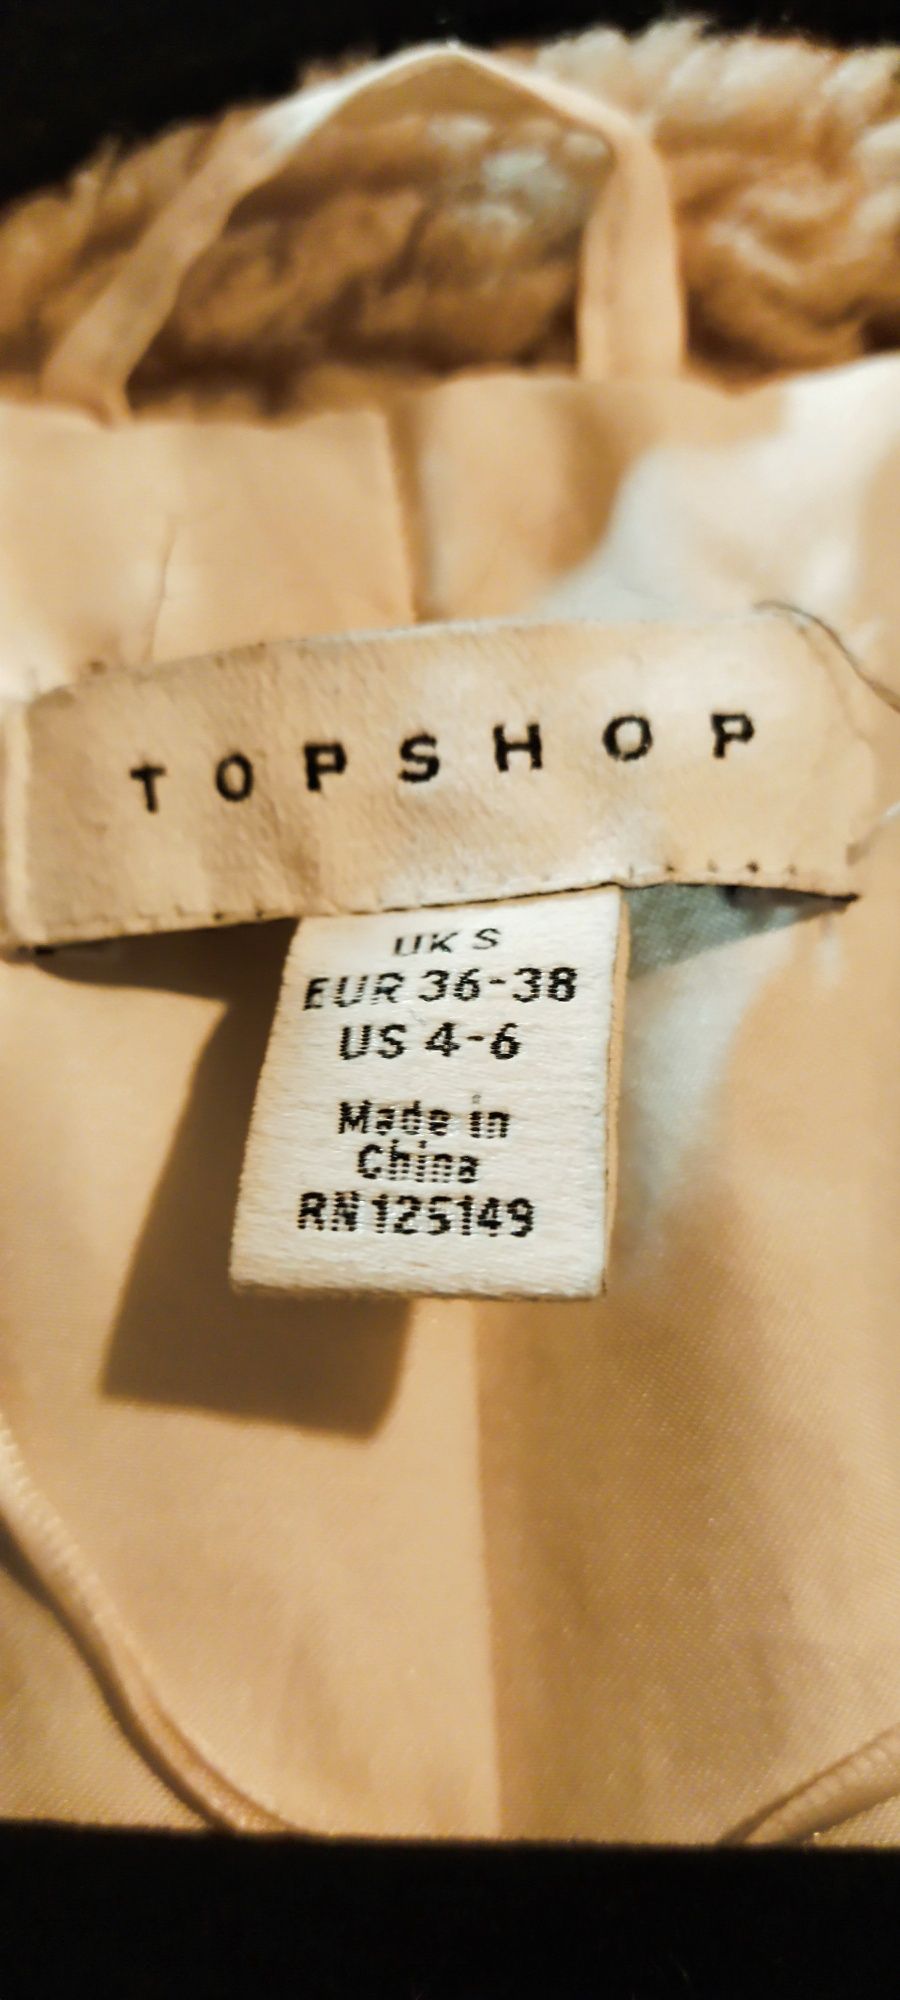 TOPSHOP
UK S
EUR 36-38
US 4-6
Made in
China
RN 125149